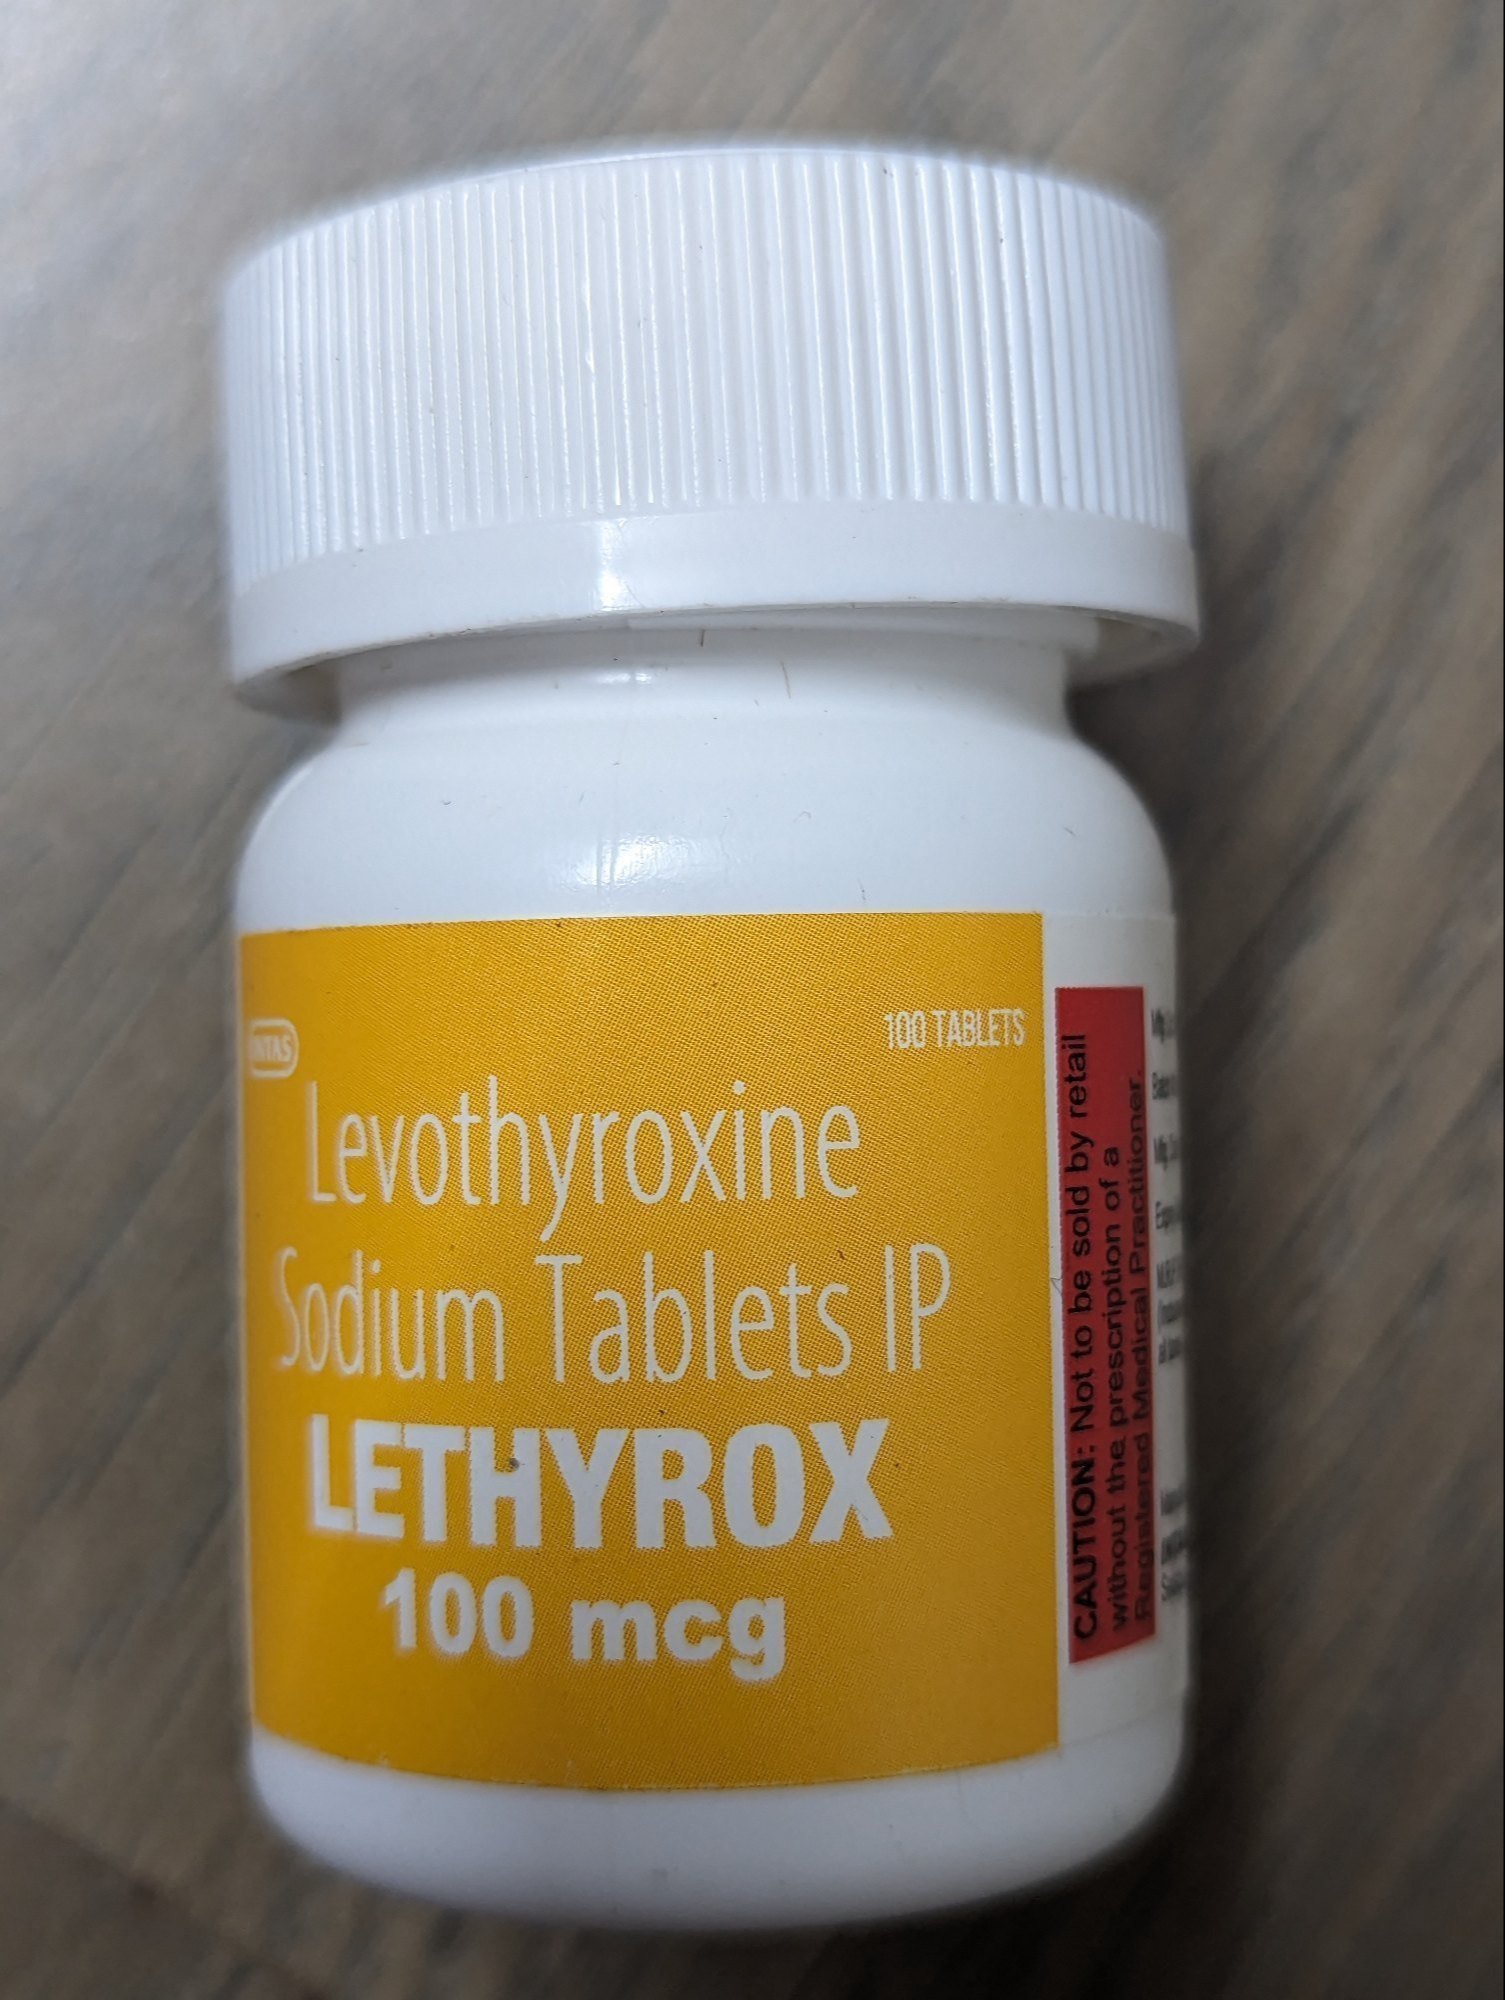 INTAS
100 TABLETS
Levothyroxine
Sodium Tablets IP
LETHYROX
100 mcg
CAUTION: Not to be sold by retail
without the prescription of a
Registered Medical Practitioner.